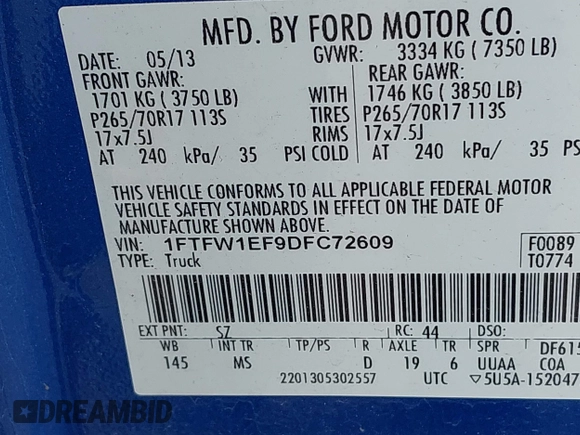 MFD. BY FORD MOTOR CO.
DATE: 05/13 GVWR: 3334 KG ( 7350 LB)
FRONT GAWR: REAR GAWR:
1701 KG ( 3750 LB) WITH 1746 KG ( 3850 LB)
P265/70R17 113S TIRES P265/70R17 113S
17x7.5J RIMS 17x7.5J
AT 240 kPa/ 35 PSI COLD AT 240 kPa/ 35 PS
THIS VEHICLE CONFORMS TO ALL APPLICABLE FEDERAL MOTOR
VEHICLE SAFETY STANDARDS IN EFFECT ON THE DATE OF
MANUFACTURE SHOWN ABOVE.
VIN: 1FTFW1EF9DFC72609 F0089
TYPE: Truck T0774
EXT PNT: SZ RC: 44 DSO:
WB INT TR TP/PS R AXLE TR SPR DF615
145 MS D 19 6 UUAA COA
2201305302557 UTC ▽5U5A-152047
DREAMBID